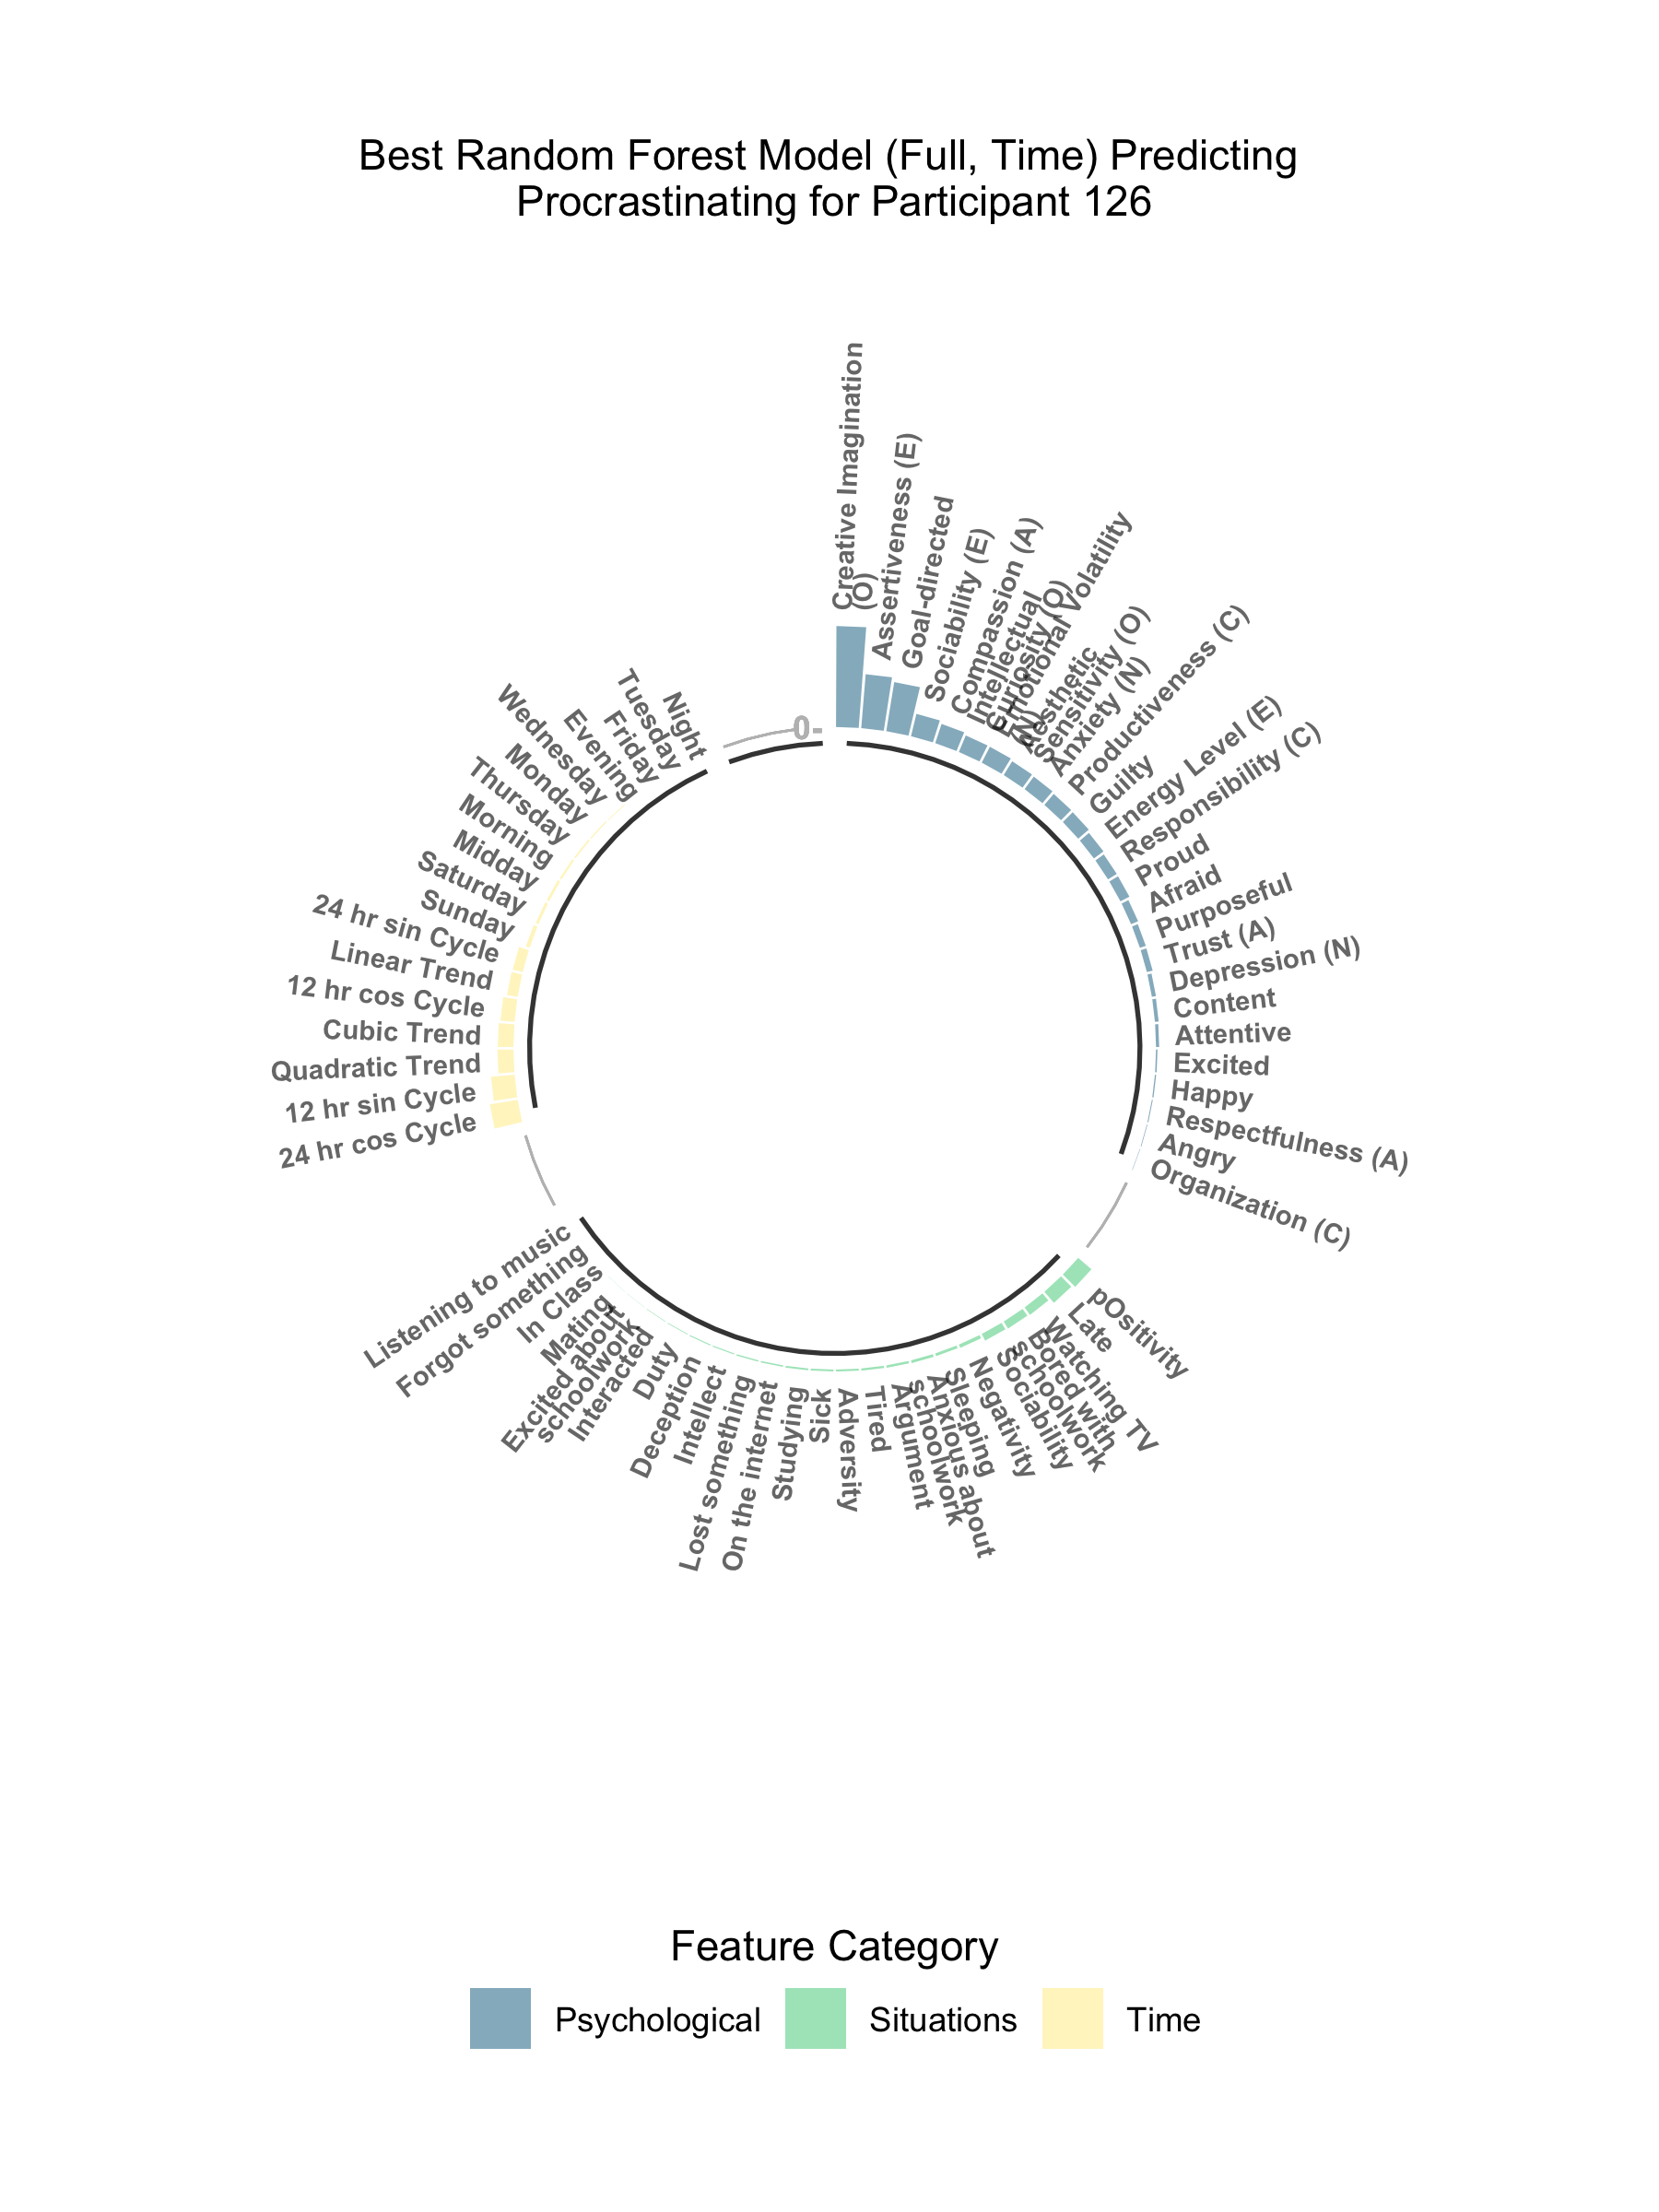 Best Random Forest Model (Full, Time) Predicting
Procrastinating for Participant 126
0
Creative Imagination
(O)
Assertiveness (E)
Goal-directed
Sociability (E)
Compassion (A)
Intellectual
Curiosity (O)
Emotional Volatility
(N)
Aesthetic
Sensitivity (O)
Anxiety (N)
Productiveness (C)
Guilty
Energy Level (E)
Responsibility (C)
Proud
Afraid
Purposeful
Trust (A)
Depression (N)
Content
Attentive
Excited
Happy
Respectfulness (A)
Angry
Organization (C)
pOsitivity
Late
Watching TV
Bored with
schoolwork
Sociability
Negativity
Sleeping
Anxious about
schoolwork
Argument
Tired
Adversity
Sick
Studying
On the internet
Lost something
Intellect
Deception
Duty
Interacted
Excited about
schoolwork.
Mating
In Class
Forgot something
Listening to music
24 hr cos Cycle
12 hr sin Cycle
Quadratic Trend
Cubic Trend
12 hr cos Cycle
Linear Trend
24 hr sin Cycle
Sunday
Saturday
Midday
Morning
Thursday
Monday
Wednesday
Evening
Friday
Tuesday
Night
Feature Category
Psychological
Situations
Time